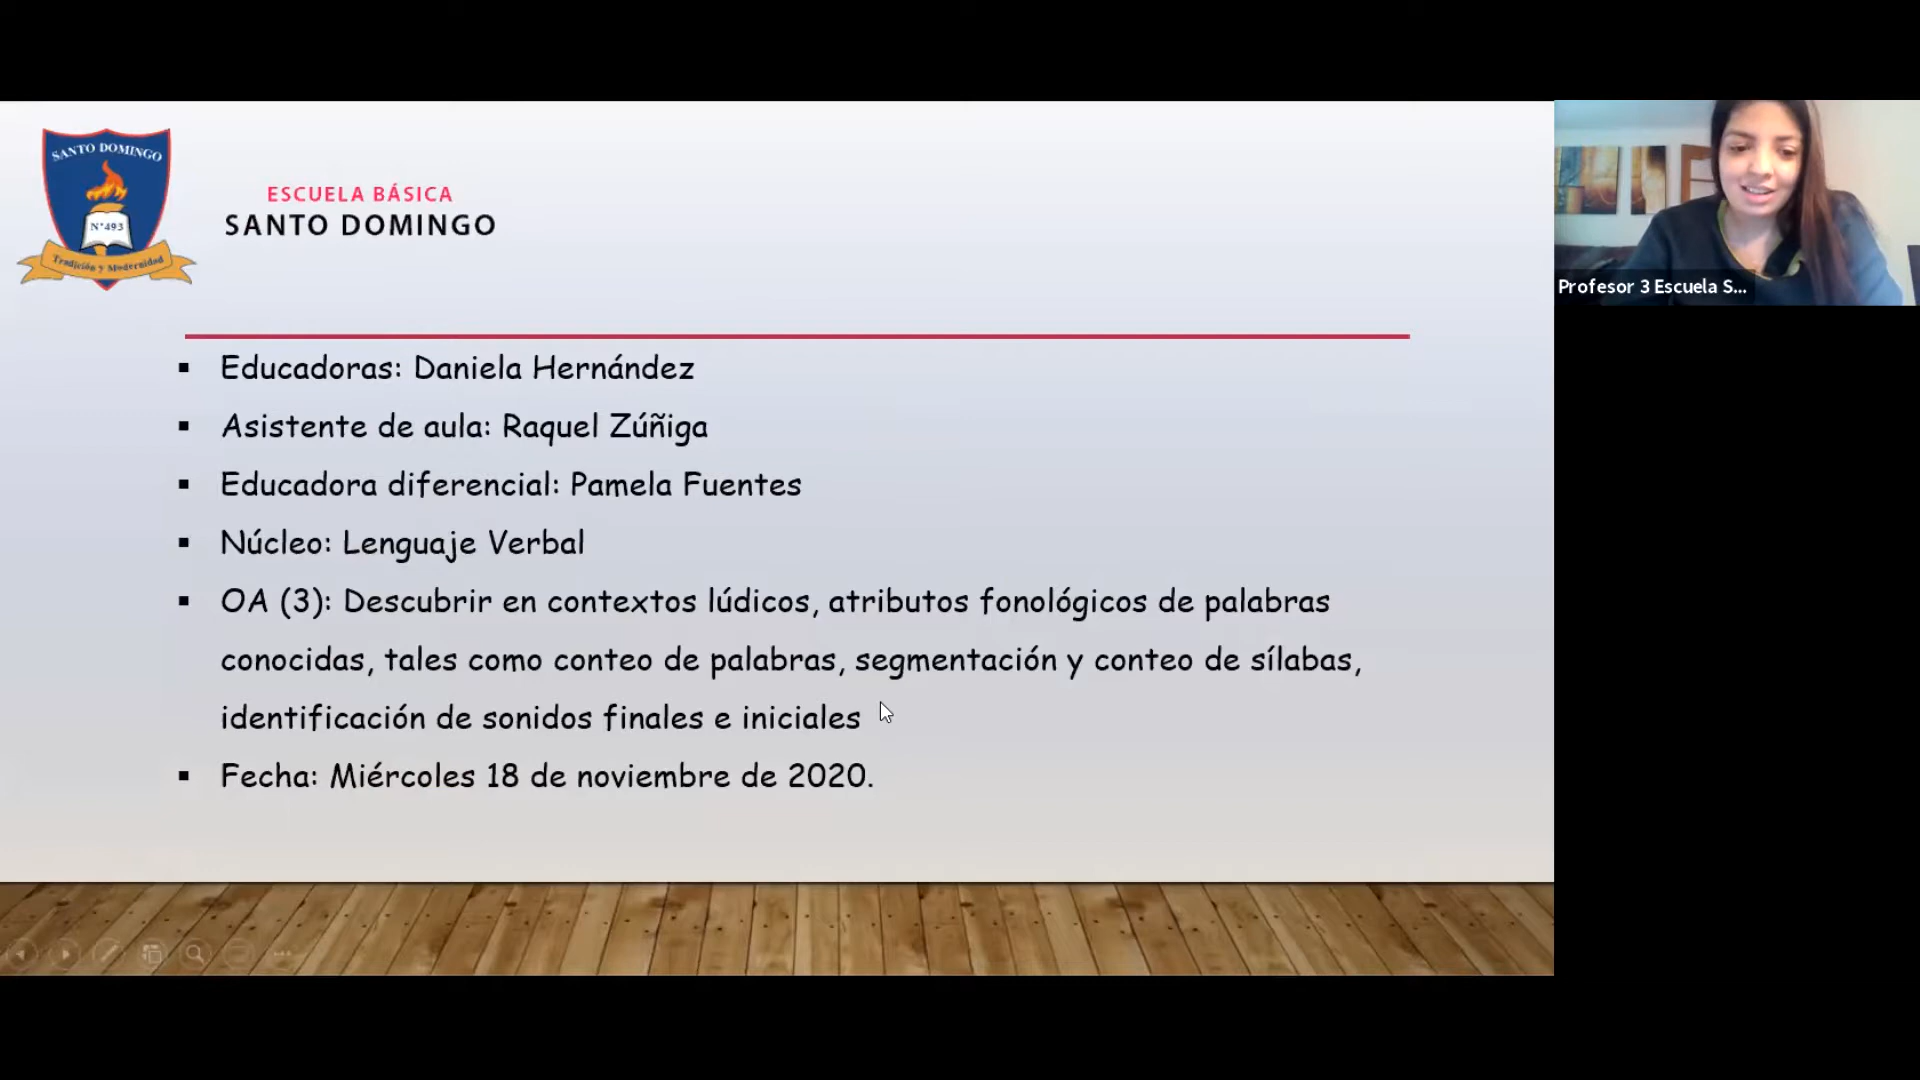 SANTO DOMINGO
N°493
Tradición y Modernidad
ESCUELA BÁSICA
SANTO DOMINGO
Profesor 3 Escuela S...
▪ Educadoras: Daniela Hernández
▪ Asistente de aula: Raquel Zúñiga
▪ Educadora diferencial: Pamela Fuentes
▪ Núcleo: Lenguaje Verbal
▪ OA (3): Descubrir en contextos lúdicos, atributos fonológicos de palabras
conocidas, tales como conteo de palabras, segmentación y conteo de sílabas,
identificación de sonidos finales e iniciales
▪ Fecha: Miércoles 18 de noviembre de 2020.